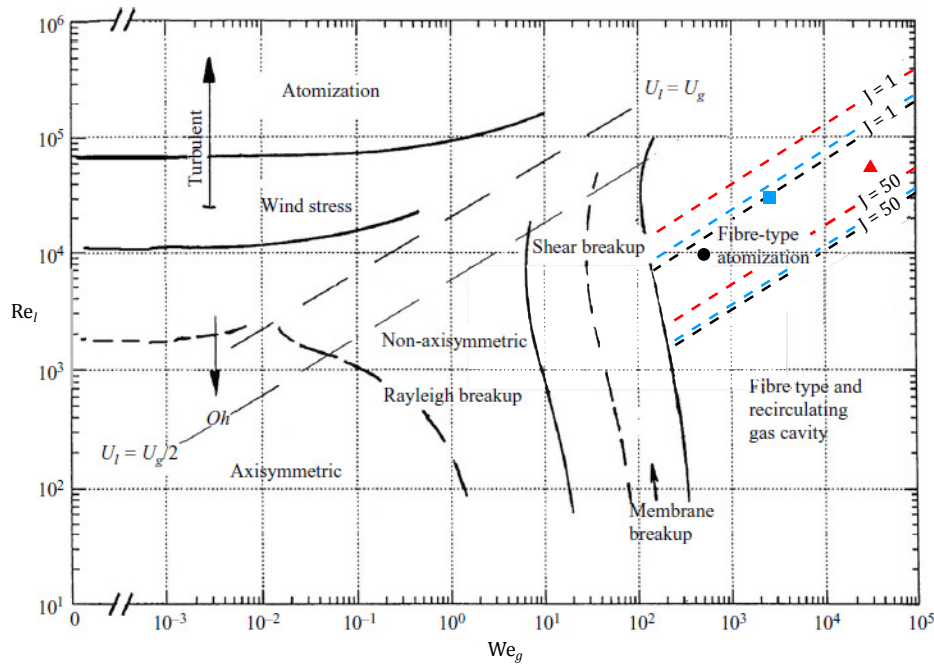 10⁶
10⁵
10⁴
Re_l
10³
10²
10¹
Atomization
Turbulent
Wind stress
U_l = U_g
J = 1
J = 1
J = 50
J = 50
Shear breakup
Fibre-type
atomization
Non-axisymmetric
Rayleigh breakup
Fibre type and
recirculating
gas cavity
Oh
U_l = U_g/2
Axisymmetric
Membrane
breakup
0
10⁻³
10⁻²
10⁻¹
10⁰
10¹
10²
10³
10⁴
10⁵
We_g